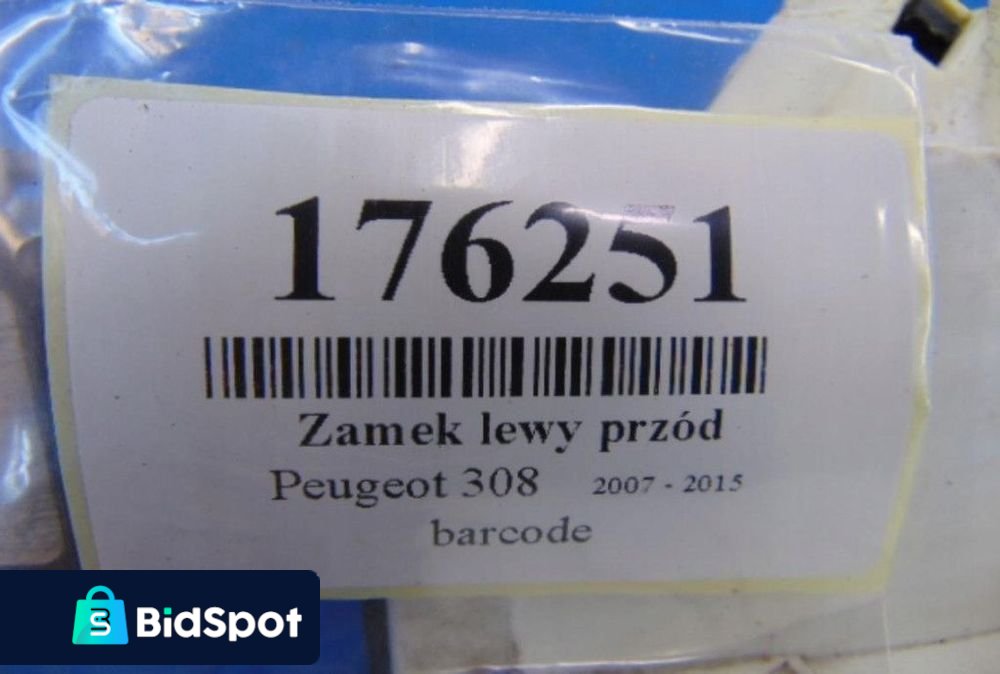 176251
Zamek lewy przód
Peugeot 308 2007 - 2015
barcode
BidSpot